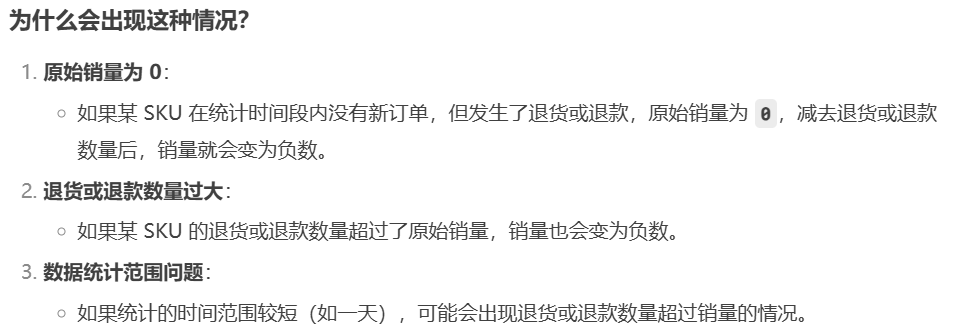 为什么会出现这种情况？
1. 原始销量为 0：
○ 如果某 SKU 在统计时间段内没有新订单，但发生了退货或退款，原始销量为 0，减去退货或退款
数量后，销量就会变为负数。
2. 退货或退款数量过大：
○ 如果某 SKU 的退货或退款数量超过了原始销量，销量也会变为负数。
3. 数据统计范围问题：
○ 如果统计的时间范围较短（如一天），可能会出现退货或退款数量超过销量的情况。